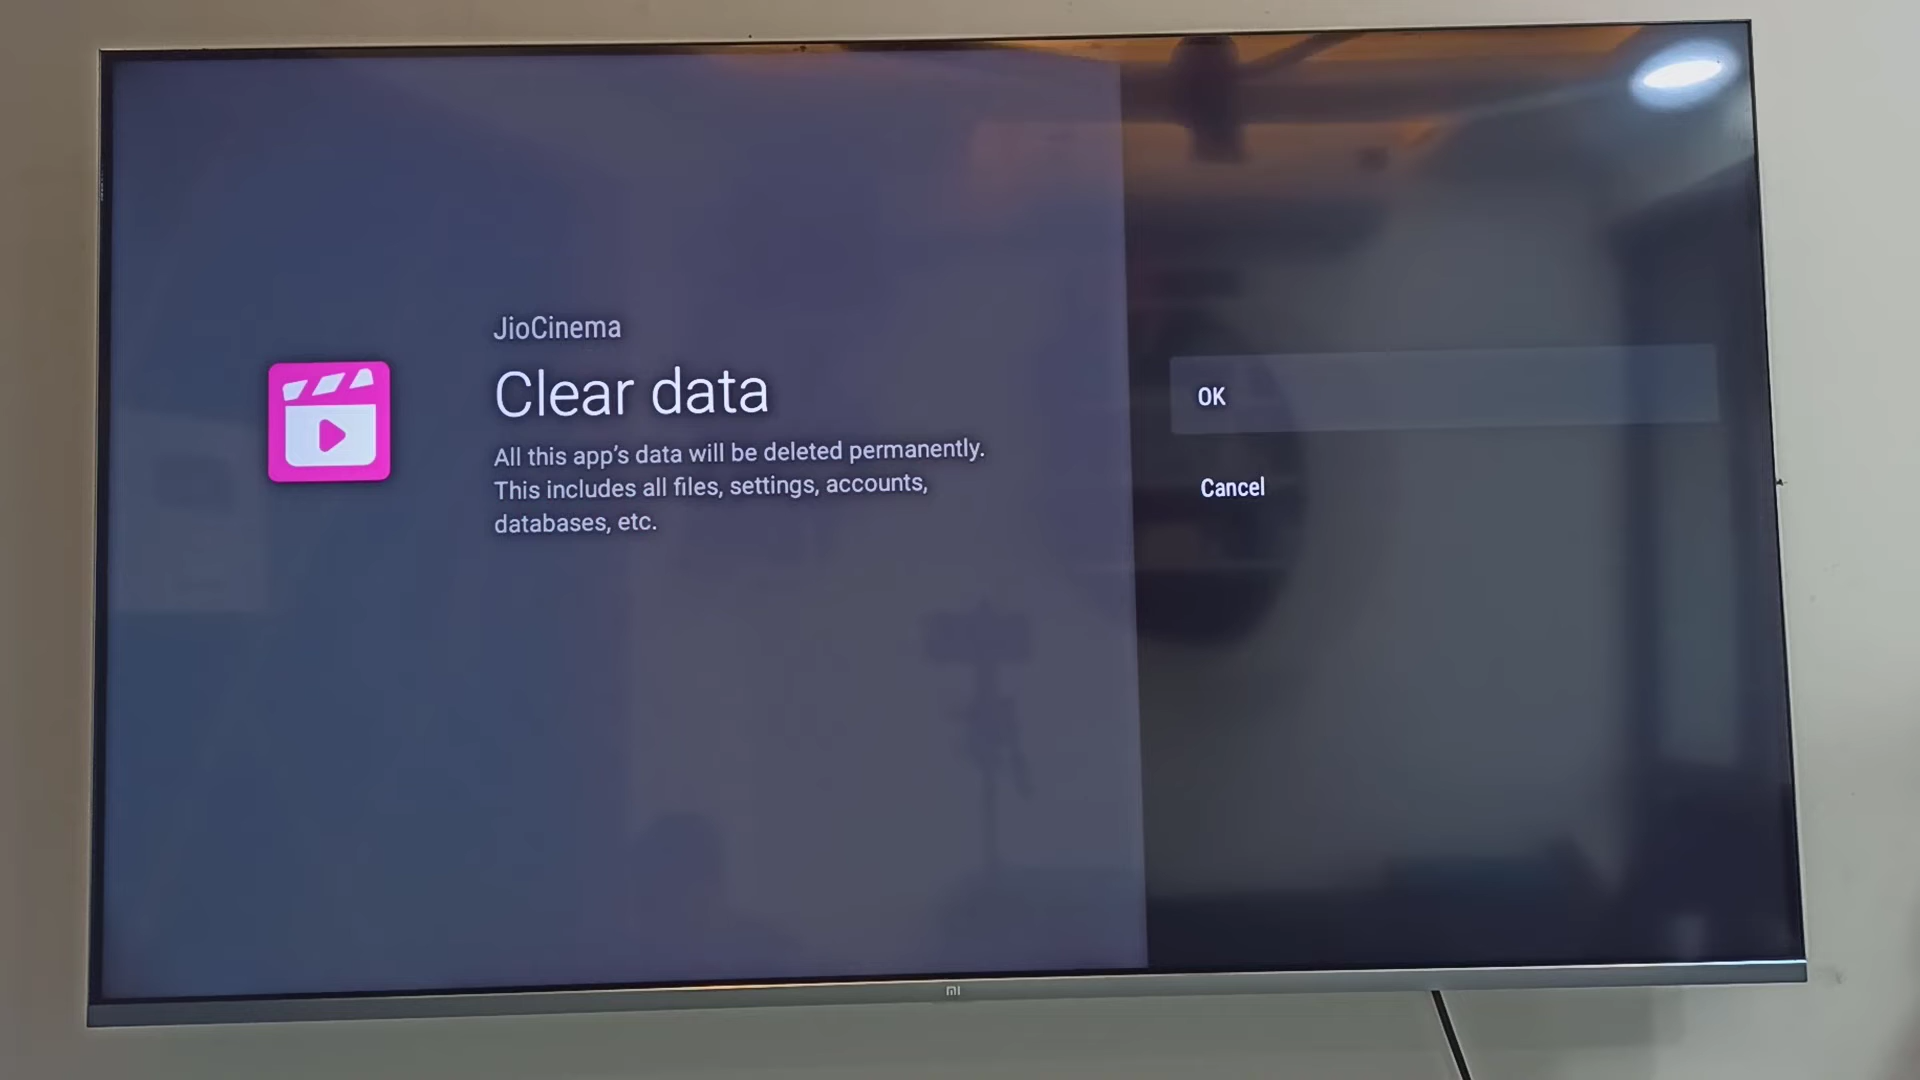 JioCinema
Clear data
All this app's data will be deleted permanently.
This includes all files, settings, accounts,
databases, etc.
OK
Cancel
mi